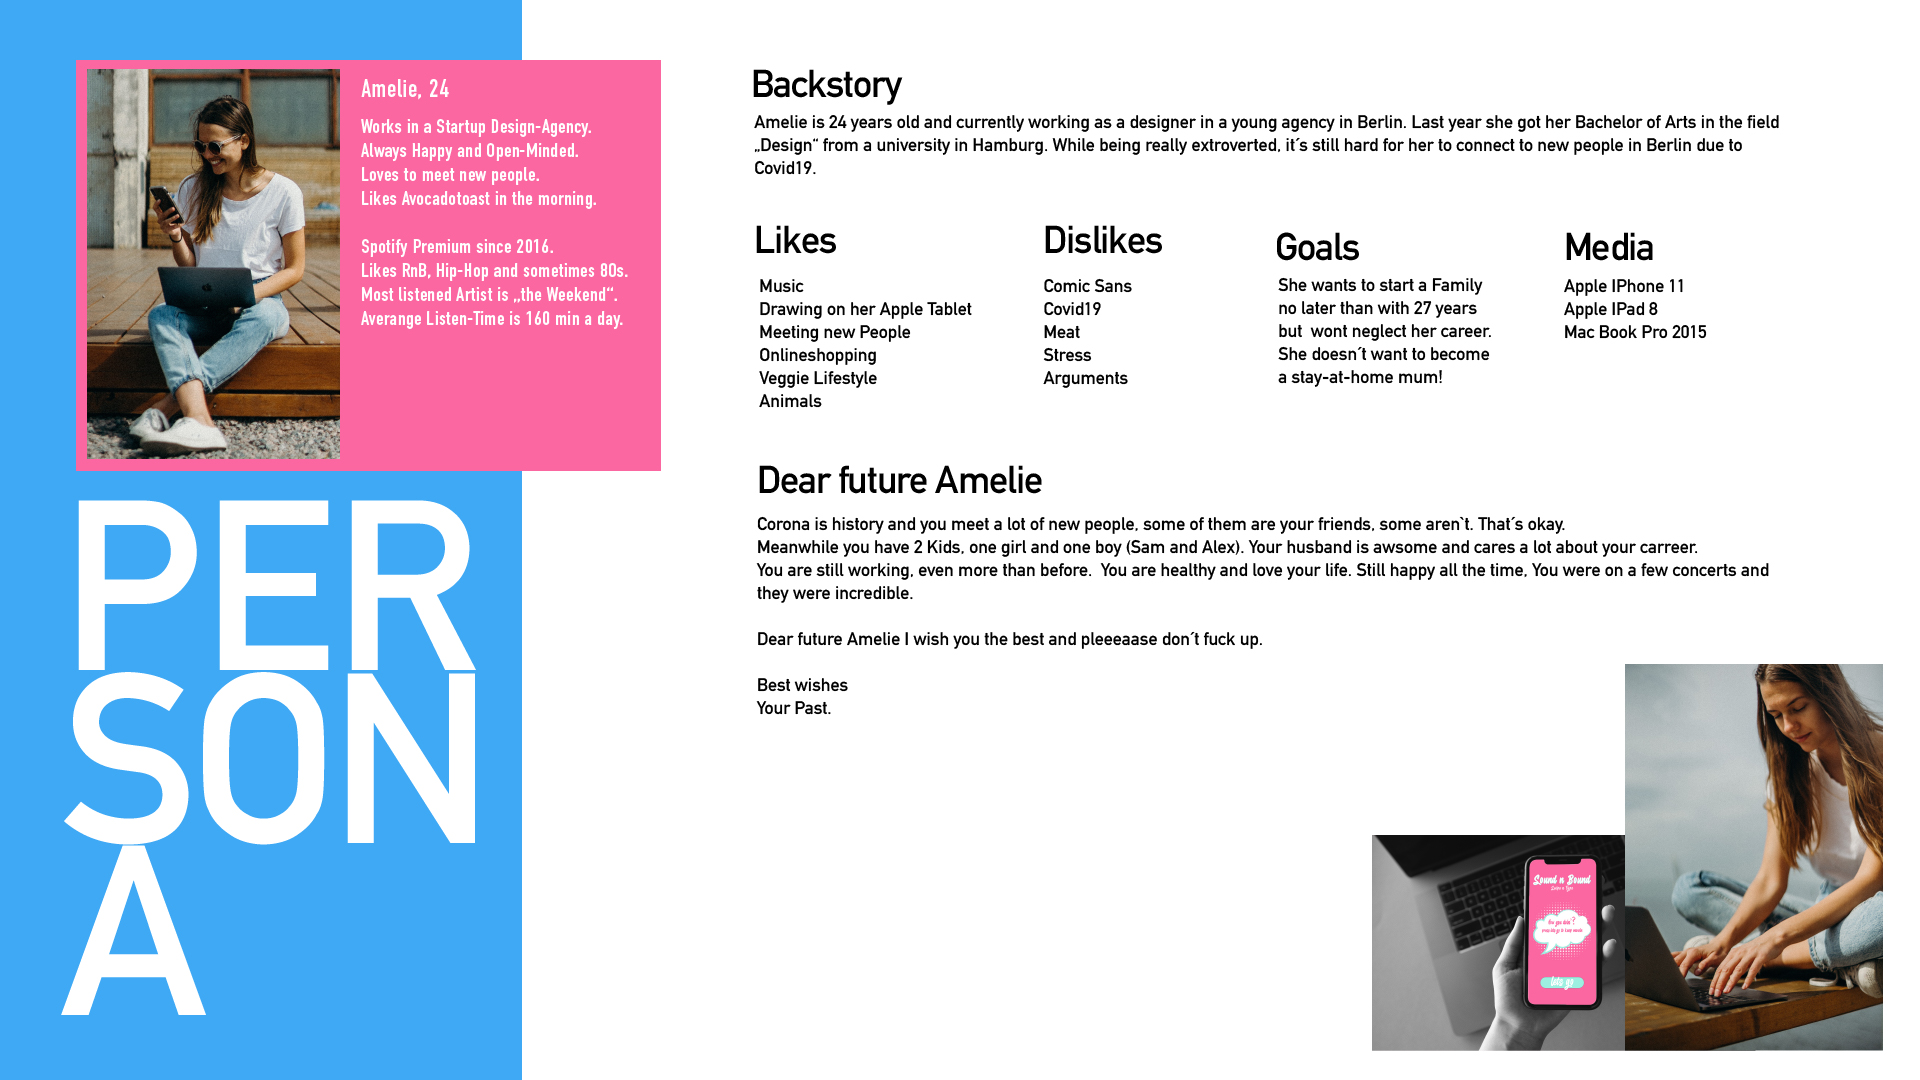 Amelie, 24
Works in a Startup Design-Agency.
Always Happy and Open-Minded.
Loves to meet new people.
Likes Avocadotoast in the morning.
Spotify Premium since 2016.
Likes RnB, Hip-Hop and sometimes 80s.
Most listened Artist is „the Weekend“.
Averange Listen-Time is 160 min a day.
PER
SON
A
Backstory
Amelie is 24 years old and currently working as a designer in a young agency in Berlin. Last year she got her Bachelor of Arts in the field
„Design“ from a university in Hamburg. While being really extroverted, it´s still hard for her to connect to new people in Berlin due to
Covid19.
Likes
Music
Drawing on her Apple Tablet
Meeting new People
Onlineshopping
Veggie Lifestyle
Animals
Dislikes
Comic Sans
Covid19
Meat
Stress
Arguments
Goals
She wants to start a Family
no later than with 27 years
but  wont neglect her career.
She doesn´t want to become
a stay-at-home mum!
Media
Apple IPhone 11
Apple IPad 8
Mac Book Pro 2015
Dear future Amelie
Corona is history and you meet a lot of new people, some of them are your friends, some aren`t. That´s okay.
Meanwhile you have 2 Kids, one girl and one boy (Sam and Alex). Your husband is awsome and cares a lot about your carreer.
You are still working, even more than before.  You are healthy and love your life. Still happy all the time, You were on a few concerts and
they were incredible.
Dear future Amelie I wish you the best and pleeeaase don´t fuck up.
Best wishes
Your Past.
Sound n Bound
lets go